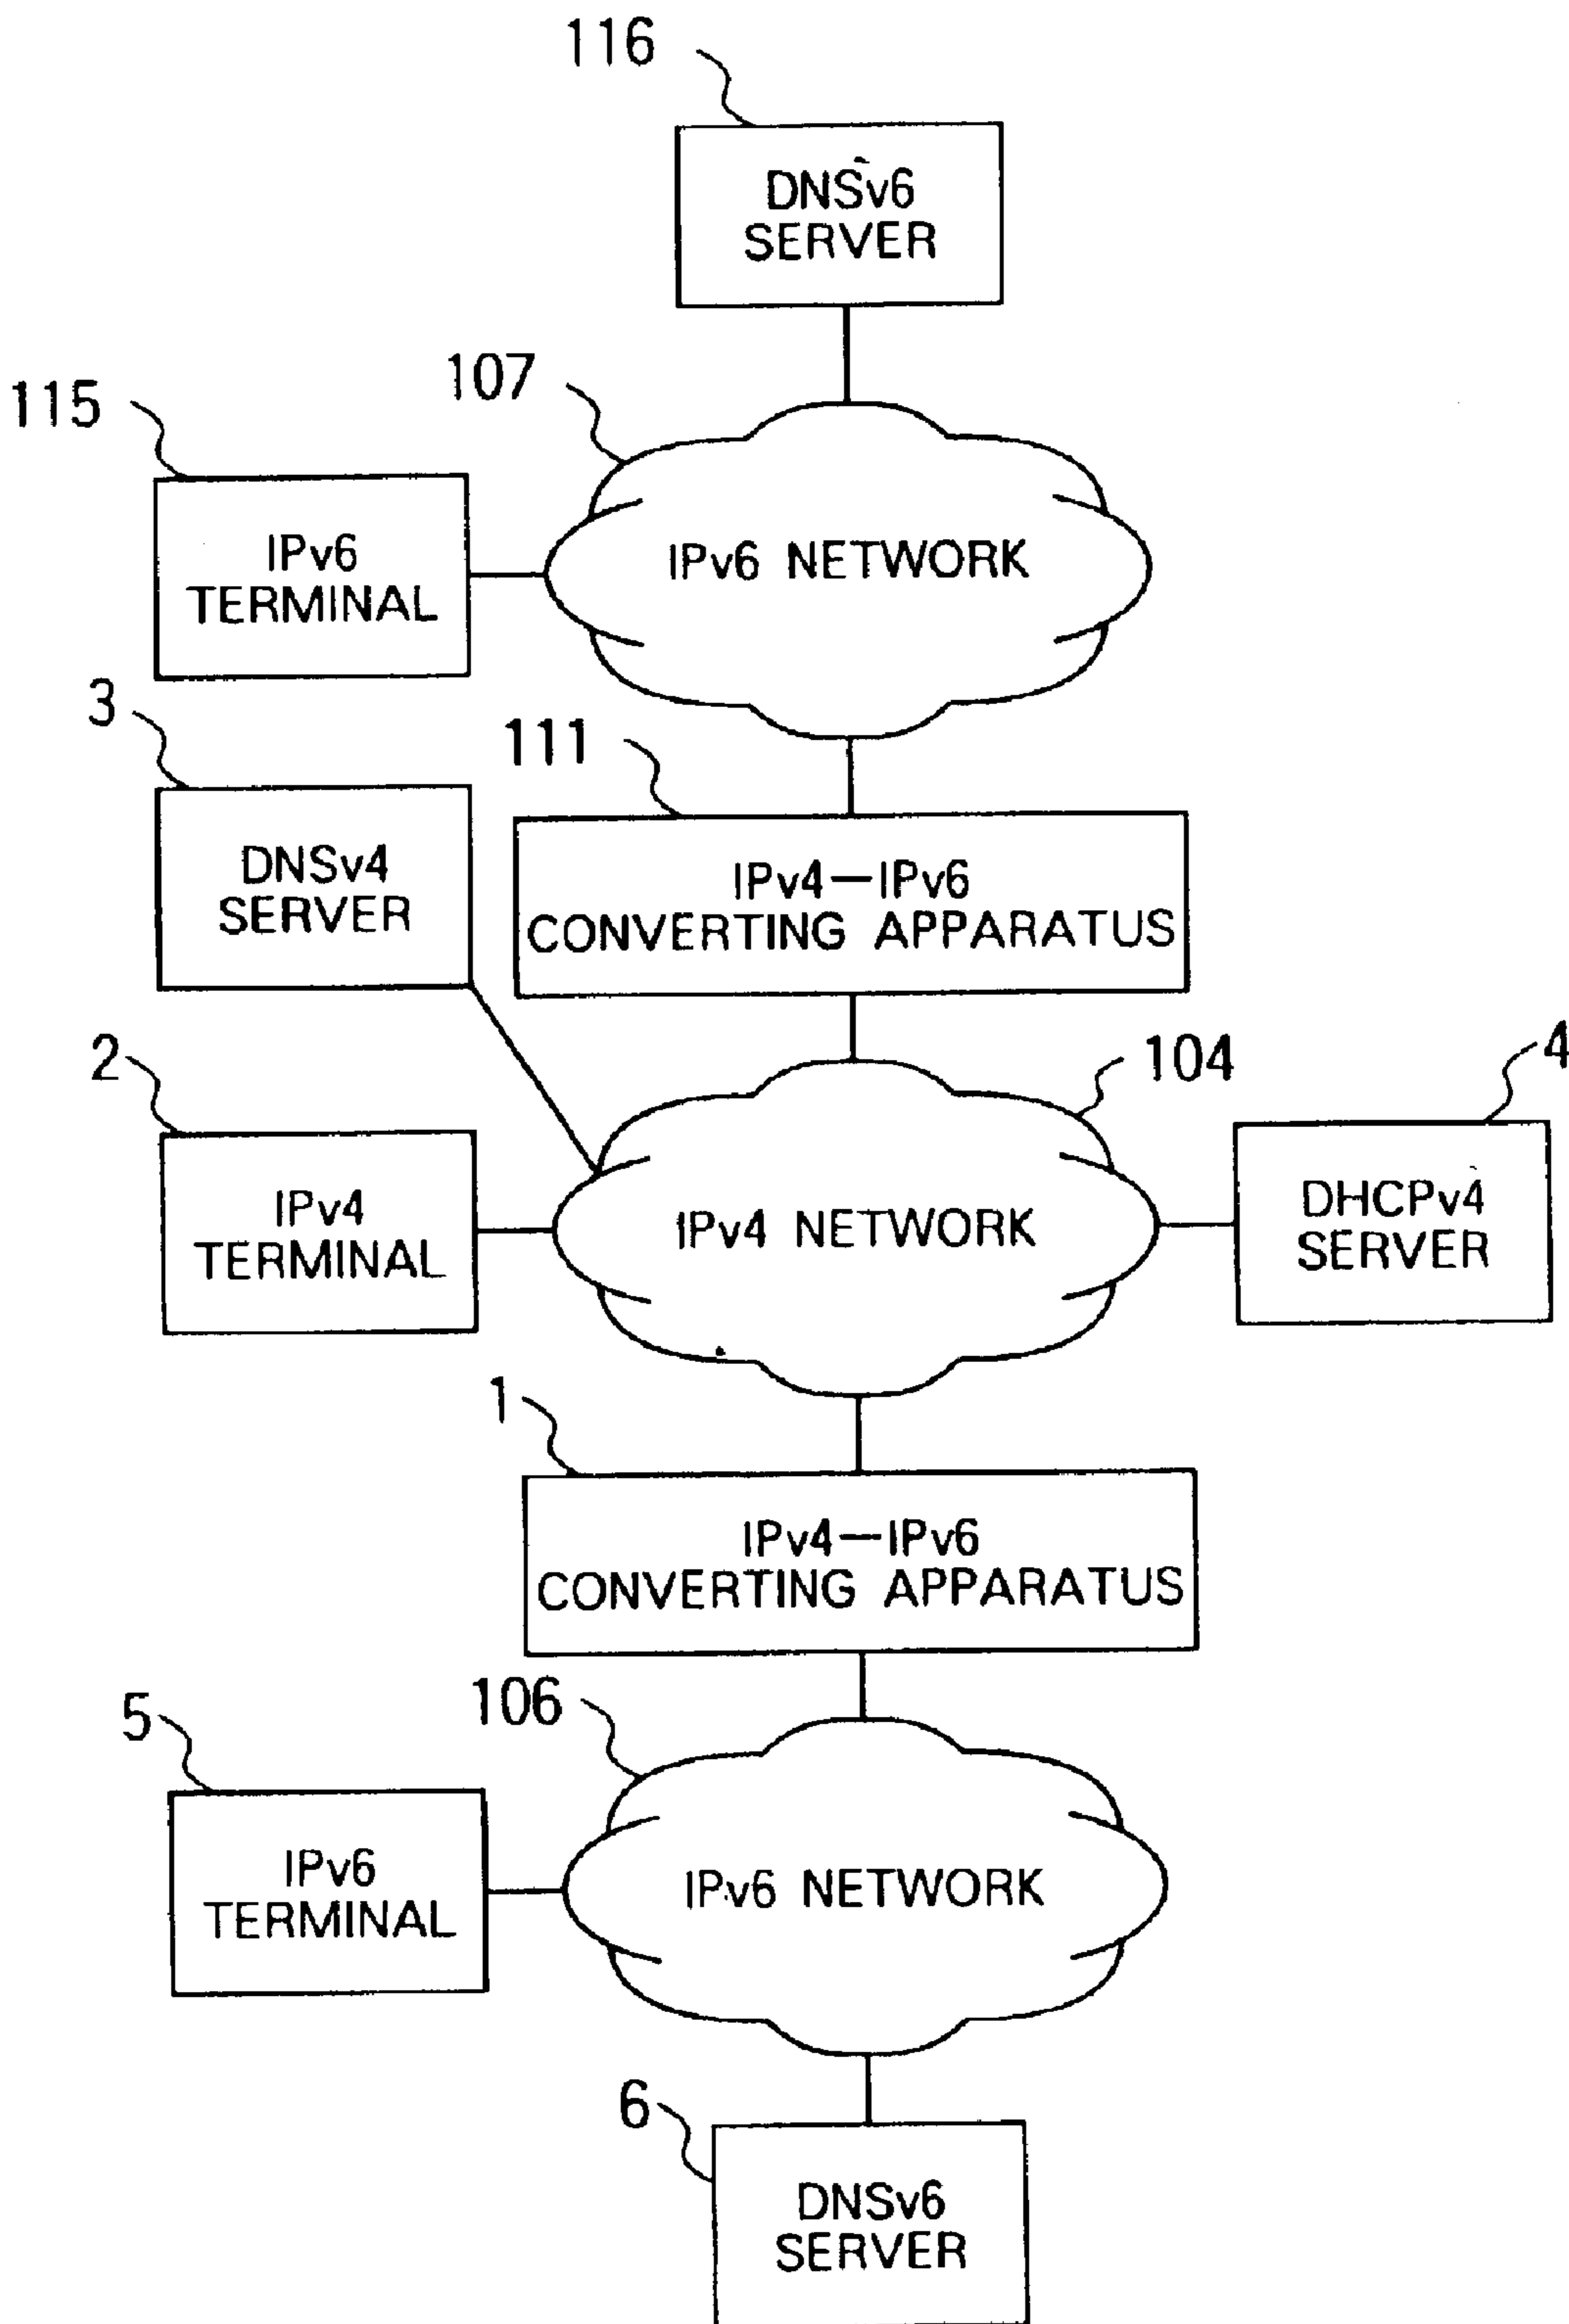 116
DNSv6
SERVER
107
115
IPv6
TERMINAL
IPv6 NETWORK
3
111
DNSv4
SERVER
IPv4—IPv6
CONVERTING APPARATUS
2
104
4
IPv4
TERMINAL
IPv4 NETWORK
DHCPv4
SERVER
1
IPv4—IPv6
CONVERTING APPARATUS
106
5
IPv6
TERMINAL
IPv6 NETWORK
6
DNSv6
SERVER